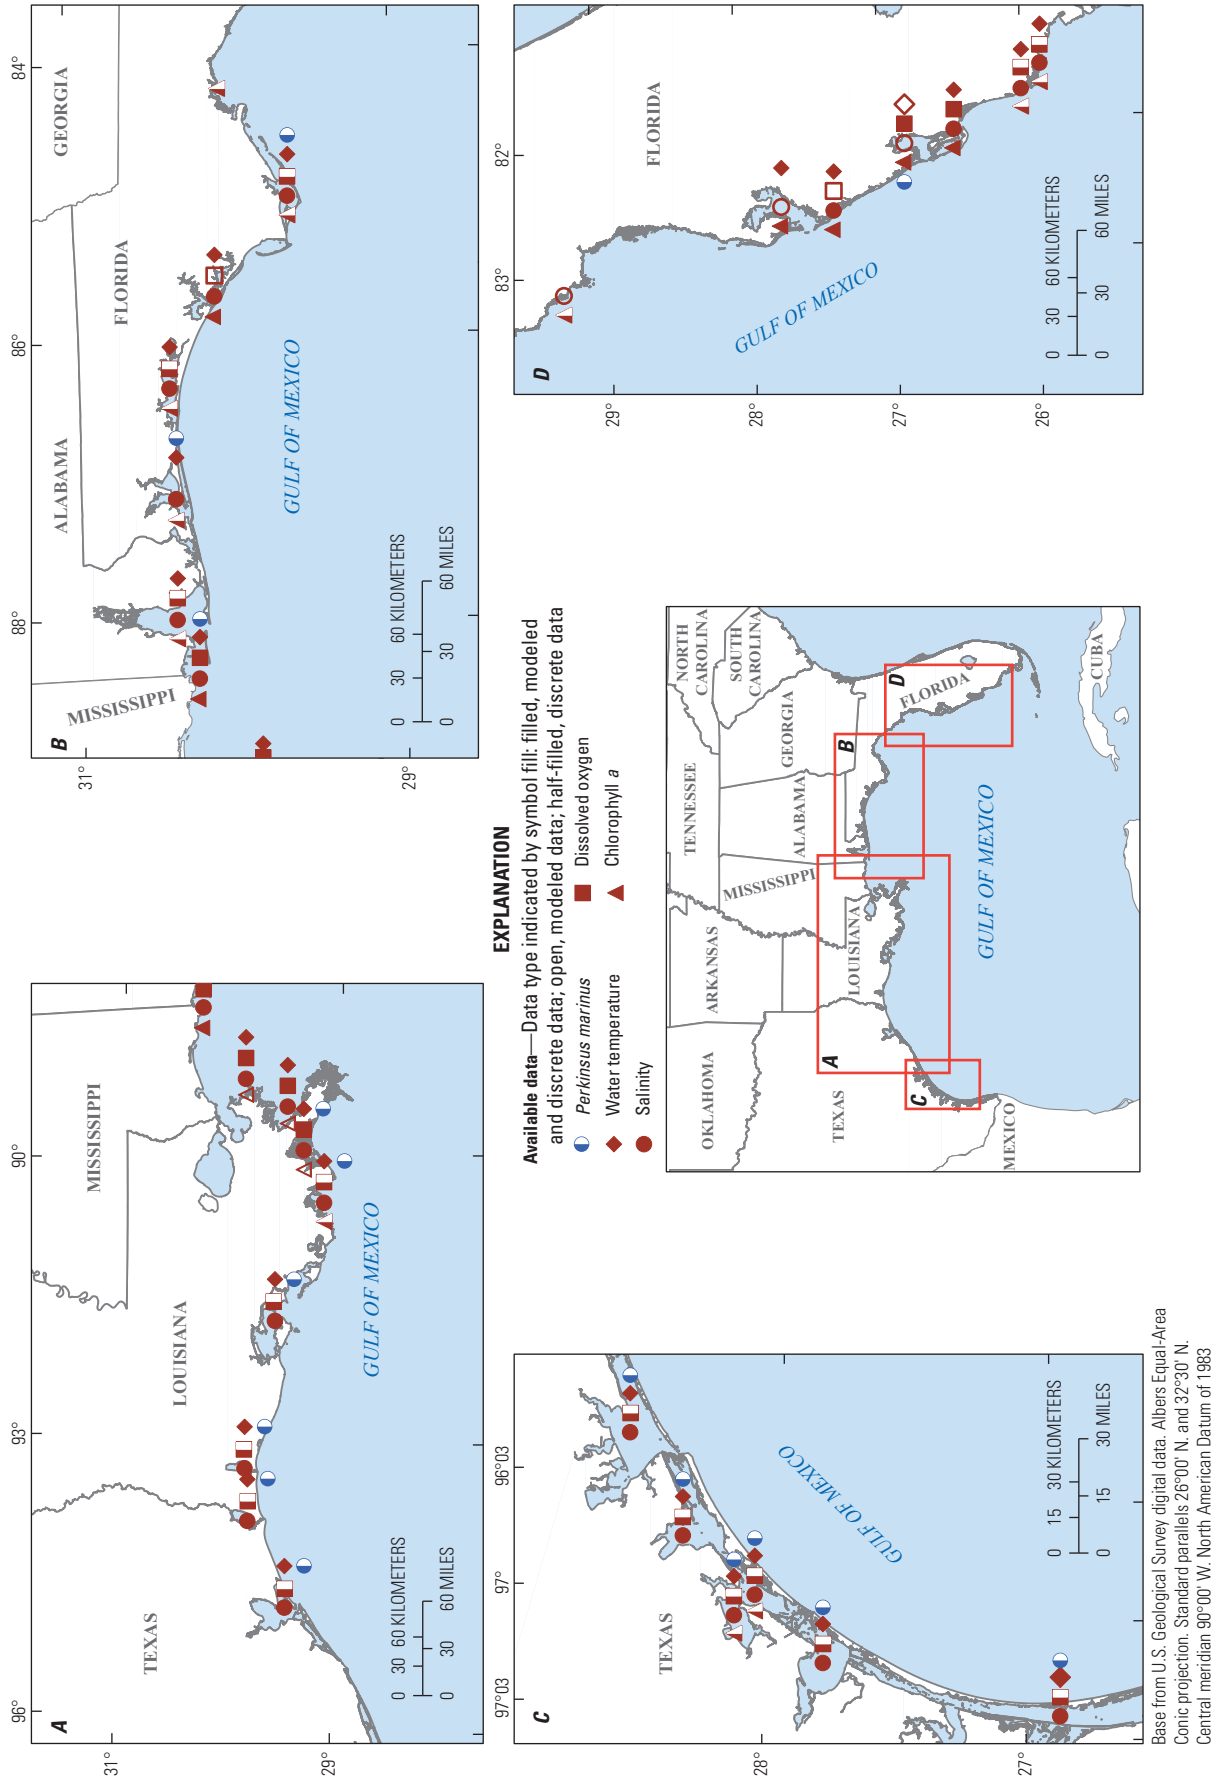 A
96°
93°
90°
31°
29°
TEXAS
LOUISIANA
MISSISSIPPI
GULF OF MEXICO
0 30 60 KILOMETERS
0 30 60 MILES
B
88°
86°
84°
31°
29°
MISSISSIPPI
ALABAMA
FLORIDA
GEORGIA
GULF OF MEXICO
0 30 60 KILOMETERS
0 30 60 MILES
C
97°03
97°
96°03
28°
27°
TEXAS
GULF OF MEXICO
0 15 30 KILOMETERS
0 15 30 MILES
EXPLANATION
Available data—Data type indicated by symbol fill: filled, modeled
and discrete data; open, modeled data; half-filled, discrete data
Perkinsus marinus
Water temperature
Salinity
Dissolved oxygen
Chlorophyll a
OKLAHOMA
ARKANSAS
TENNESSEE
NORTH
CAROLINA
SOUTH
CAROLINA
TEXAS
LOUISIANA
MISSISSIPPI
ALABAMA
GEORGIA
FLORIDA
MEXICO
CUBA
GULF OF MEXICO
A
B
C
D
D
83°
82°
29°
28°
27°
26°
FLORIDA
GULF OF MEXICO
0 30 60 KILOMETERS
0 30 60 MILES
Base from U.S. Geological Survey digital data. Albers Equal-Area
Conic projection. Standard parallels 26°00' N. and 32°30' N.
Central meridian 90°00' W. North American Datum of 1983